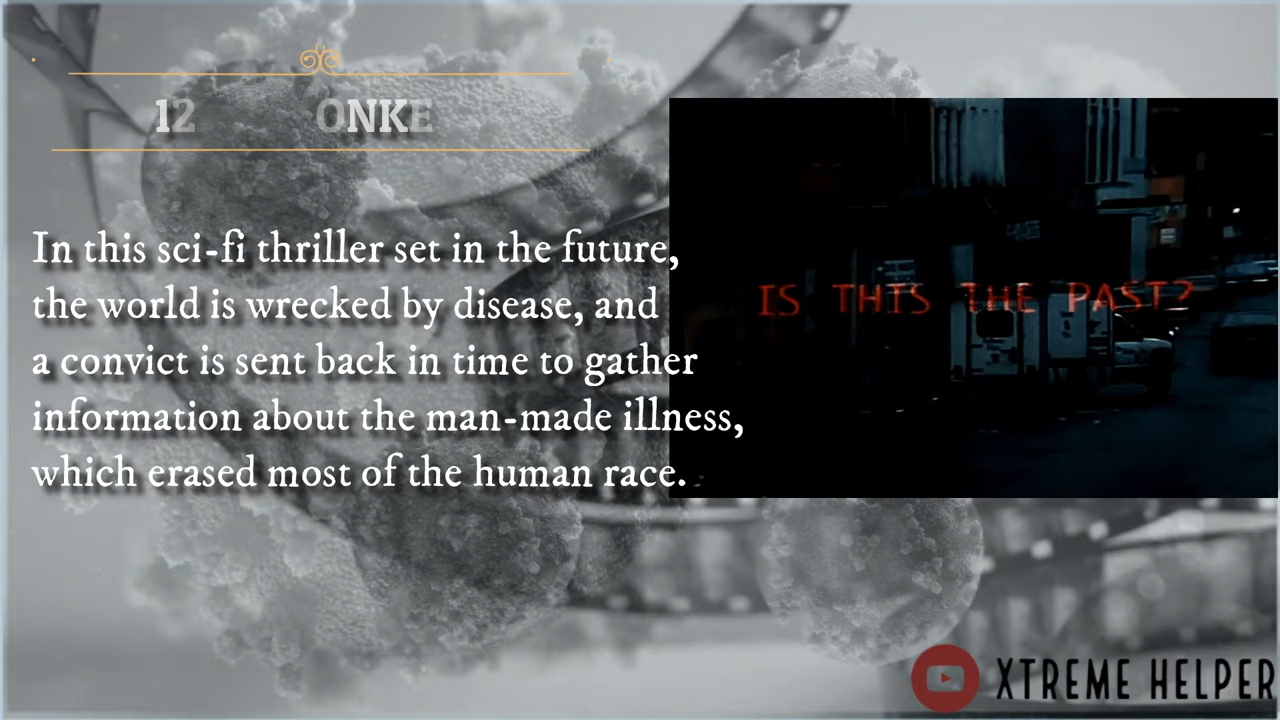 12 ONKE
In this sci-fi thriller set in the future,
the world is wrecked by disease, and
a convict is sent back in time to gather
information about the man-made illness,
which erased most of the human race.
IS THIS THE PAST?
XTREME HELPER